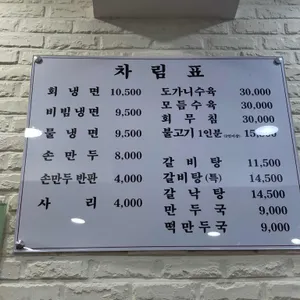 차림표
회냉면 10,500
비빔냉면 9,500
물냉면 9,500
손만두 8,000
손만두반판 4,000
사리 4,000
도가니수육 30,000
모듬수육 30,000
회무침 30,000
불고기 1인분
갈비탕 11,500
갈비탕(특) 14,500
갈낙탕 14,500
만두국 9,000
떡만두국 9,000